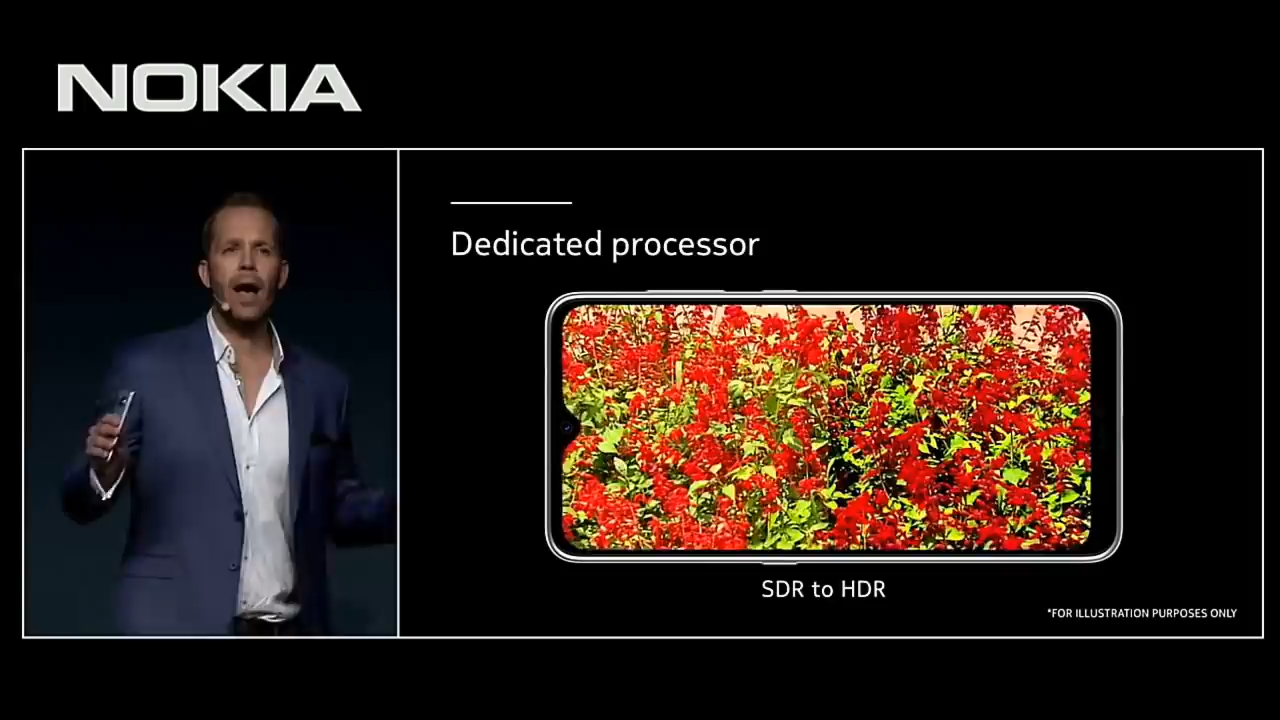 NOKIA
Dedicated processor
SDR to HDR
*FOR ILLUSTRATION PURPOSES ONLY